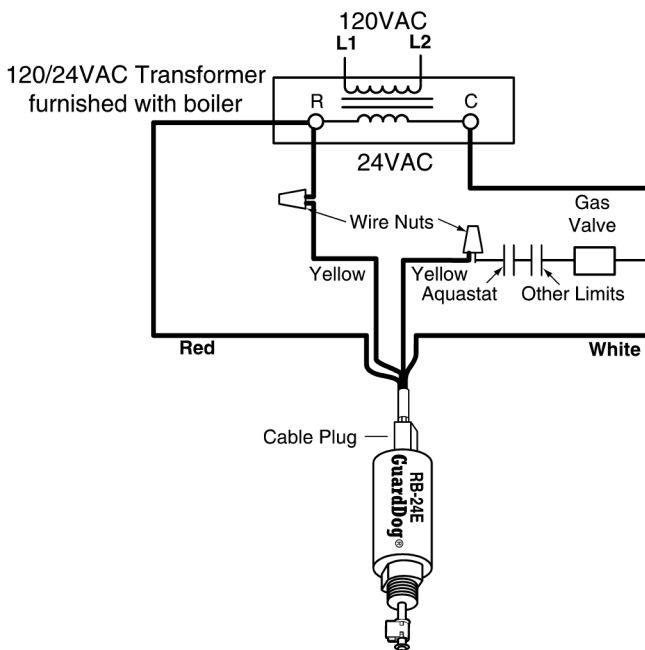 120VAC
L1 L2
120/24VAC Transformer
furnished with boiler
R C
24VAC
Gas
Valve
Wire Nuts
Yellow Yellow
Aquastat Other Limits
Red White
Cable Plug
RB-24E
GuardDog®